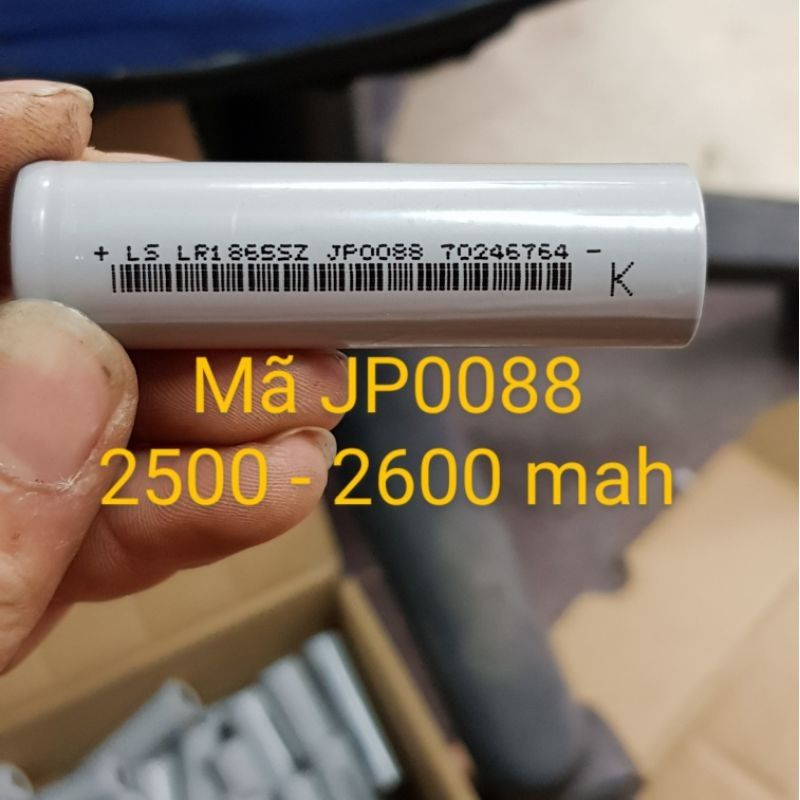 + LS LR1865SZ JP0088 70246764 -
K
Mã JP0088
2500 - 2600 mah